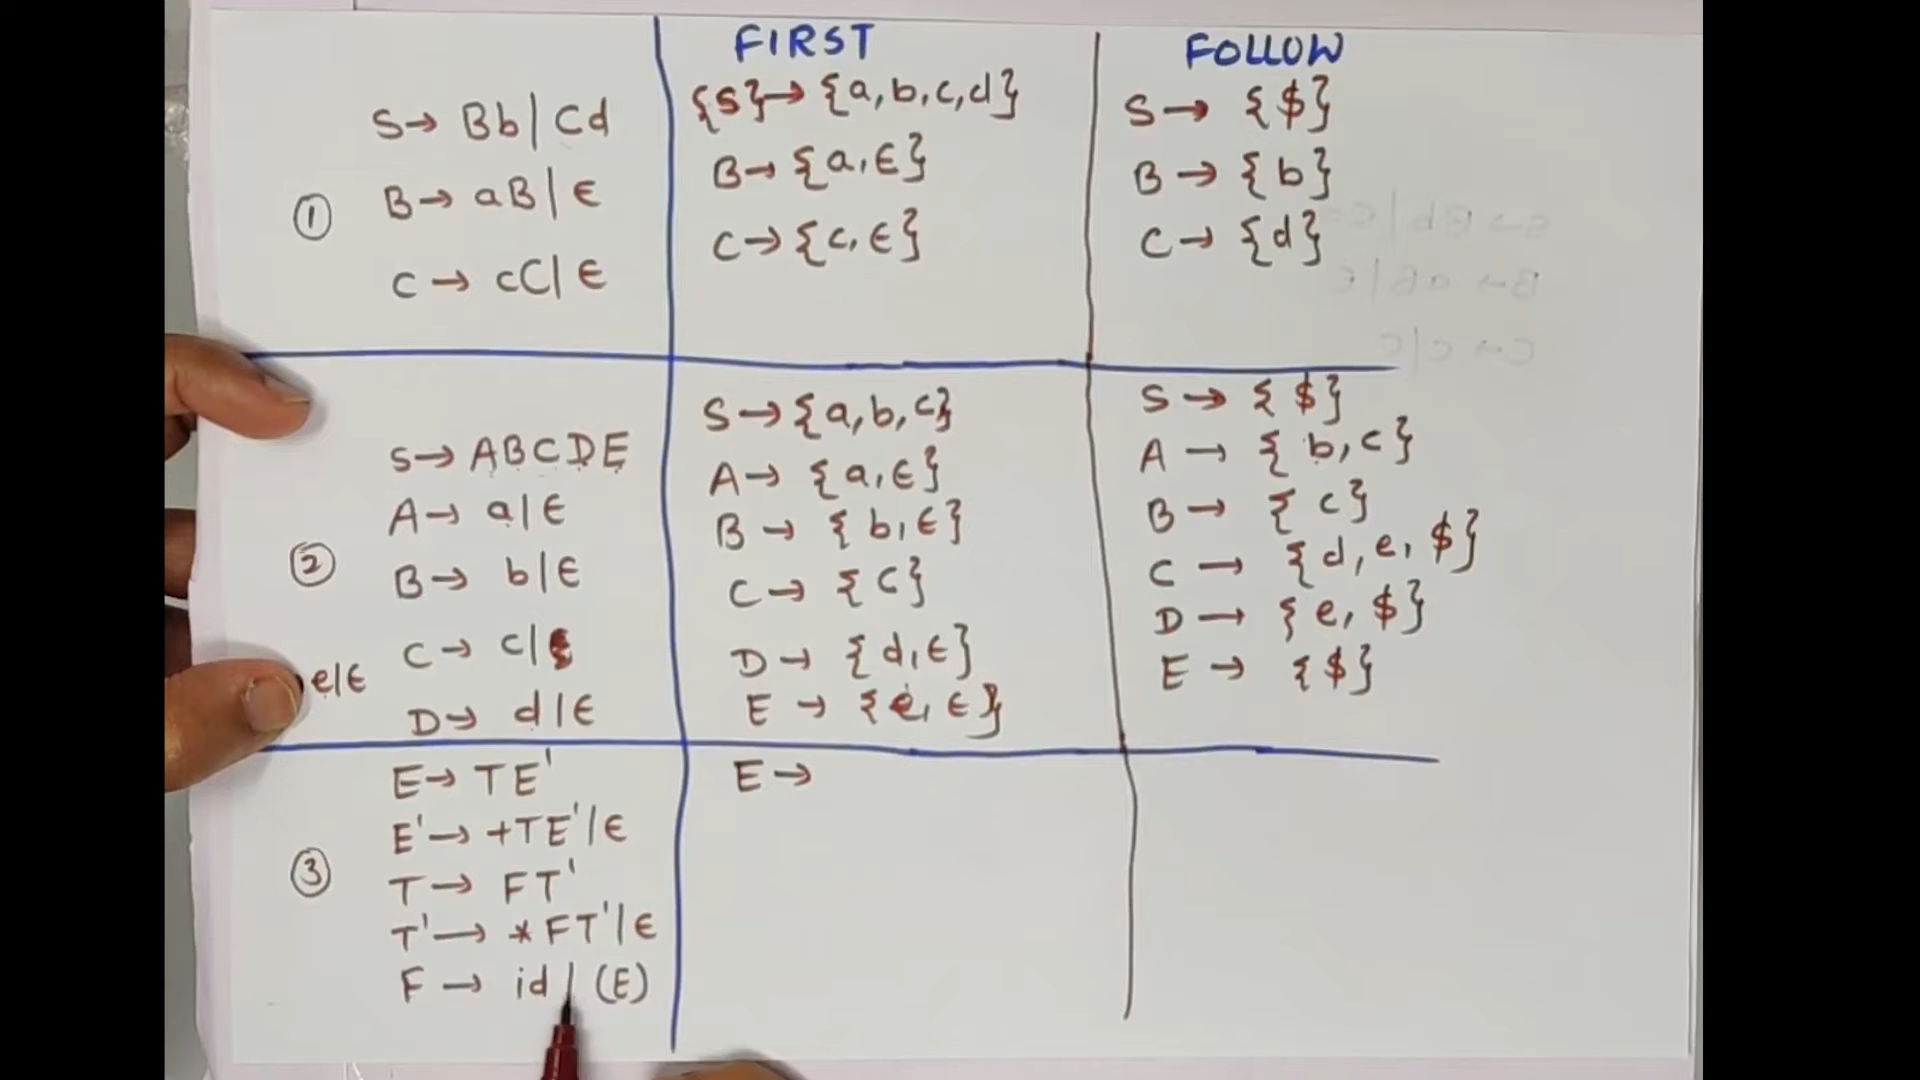 FIRST
FOLLOW
①
S→ Bb|Cd
B→ aB|ϵ
C → cC|ϵ
{S}→ {a,b,c,d}
B→ {a,ϵ}
C→ {c,ϵ}
S→ {$}
B → {b}
C→ {d}
②
S→ ABCDE
A→ a|ϵ
B→ b|ϵ
C→ c|
D→ d|ϵ
e|ϵ
S→ {a,b,c}
A→ {a,ϵ}
B→ {b,ϵ}
C→ {c}
D→ {d,ϵ}
E → {e,ϵ}
S→ {$}
A → {b,c}
B→ {c}
C → {d,e,$}
D → {e,$}
E → {$}
③
E→ TE'
E'→ +TE'|ϵ
T→ FT'
T'→ *FT'|ϵ
F → id|(E)
E→